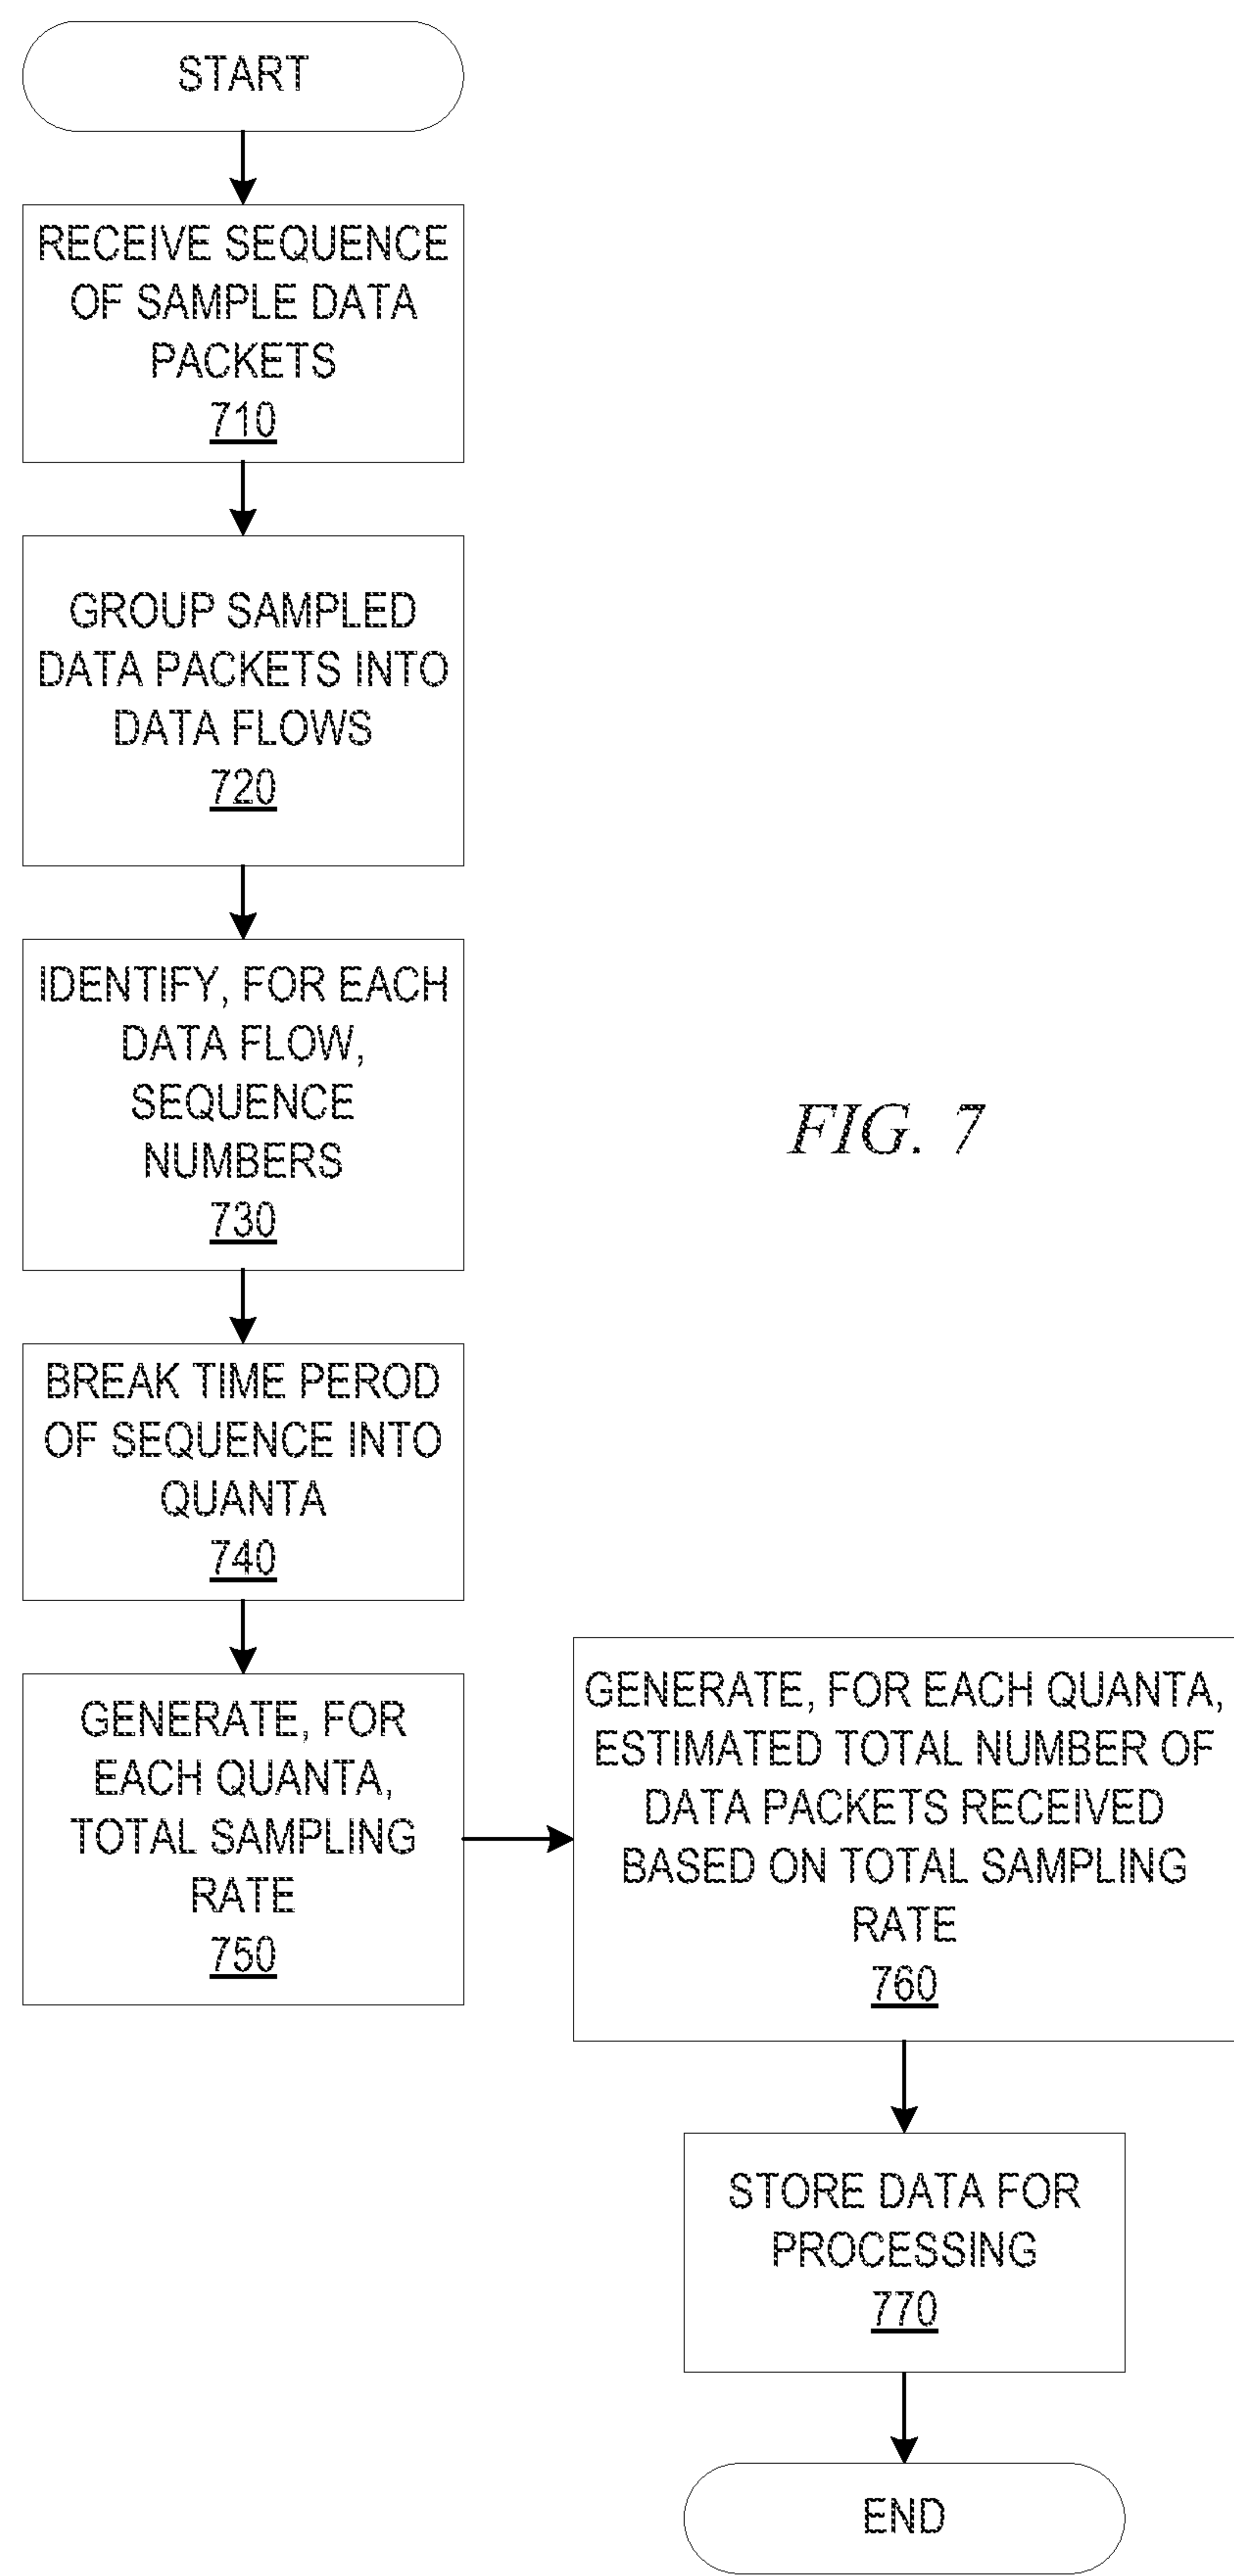 START
RECEIVE SEQUENCE
OF SAMPLE DATA
PACKETS
710
GROUP SAMPLED
DATA PACKETS INTO
DATA FLOWS
720
IDENTIFY, FOR EACH
DATA FLOW,
SEQUENCE
NUMBERS
730
FIG. 7
BREAK TIME PEROD
OF SEQUENCE INTO
QUANTA
740
GENERATE, FOR
EACH QUANTA,
TOTAL SAMPLING
RATE
750
GENERATE, FOR EACH QUANTA,
ESTIMATED TOTAL NUMBER OF
DATA PACKETS RECEIVED
BASED ON TOTAL SAMPLING
RATE
760
STORE DATA FOR
PROCESSING
770
END